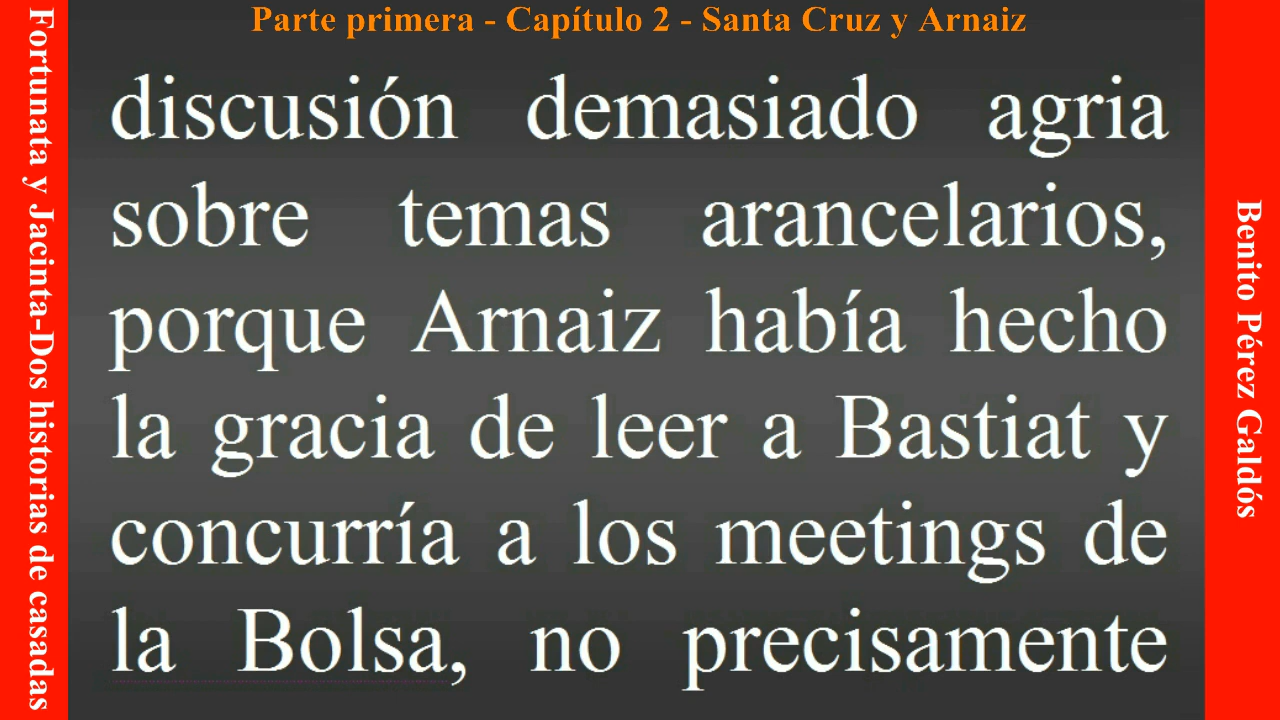 Parte primera - Capítulo 2 - Santa Cruz y Arnaiz
Fortunata y Jacinta-Dos historias de casadas
discusión demasiado agria
sobre temas arancelarios,
porque Arnaiz había hecho
la gracia de leer a Bastiat y
concurría a los meetings de
la Bolsa, no precisamente
Benito Pérez Galdós